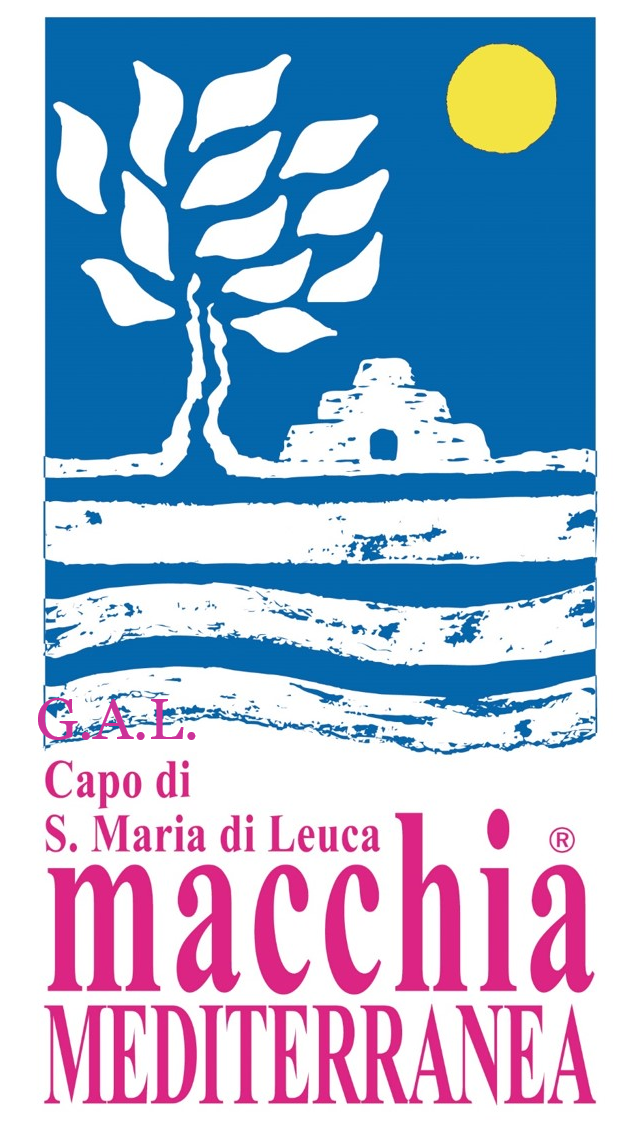 G.A.L.
Capo di
S. Maria di Leuca
macchia ®
MEDITERRANEA